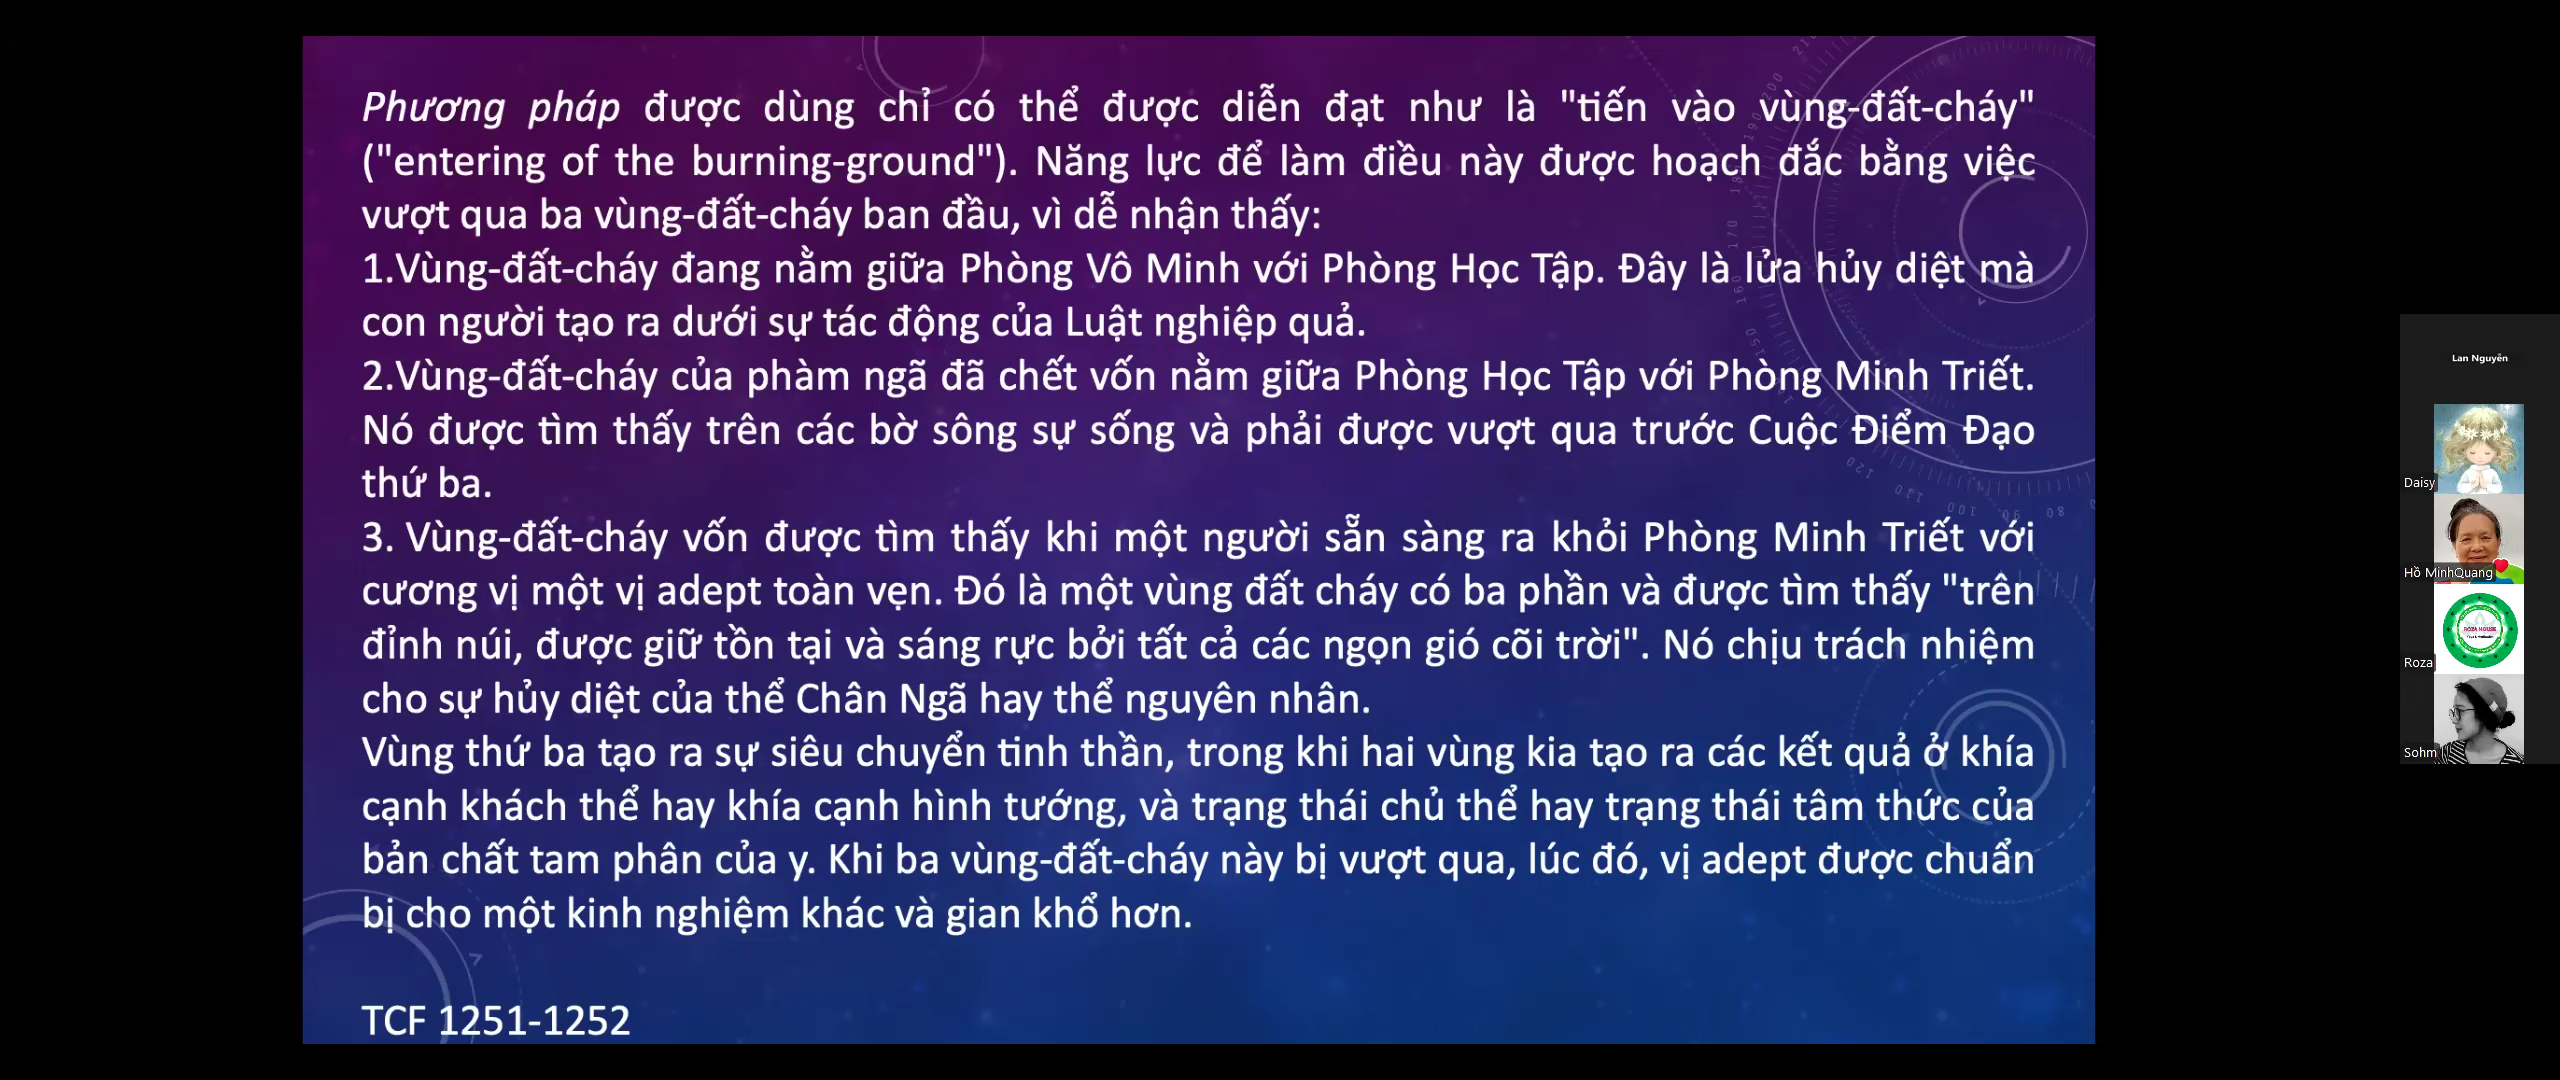 Phương pháp được dùng chỉ có thể được diễn đạt như là "tiến vào vùng-đất-cháy"
("entering of the burning-ground"). Năng lực để làm điều này được hoạch đắc bằng việc
vượt qua ba vùng-đất-cháy ban đầu, vì dễ nhận thấy:
1.Vùng-đất-cháy đang nằm giữa Phòng Vô Minh với Phòng Học Tập. Đây là lửa hủy diệt mà
con người tạo ra dưới sự tác động của Luật nghiệp quả.
2.Vùng-đất-cháy của phàm ngã đã chết vốn nằm giữa Phòng Học Tập với Phòng Minh Triết.
Nó được tìm thấy trên các bờ sông sự sống và phải được vượt qua trước Cuộc Điểm Đạo
thứ ba.
3. Vùng-đất-cháy vốn được tìm thấy khi một người sẵn sàng ra khỏi Phòng Minh Triết với
cương vị một vị adept toàn vẹn. Đó là một vùng đất cháy có ba phần và được tìm thấy "trên
đỉnh núi, được giữ tồn tại và sáng rực bởi tất cả các ngọn gió cõi trời". Nó chịu trách nhiệm
cho sự hủy diệt của thể Chân Ngã hay thể nguyên nhân.
Vùng thứ ba tạo ra sự siêu chuyển tinh thần, trong khi hai vùng kia tạo ra các kết quả ở khía
cạnh khách thể hay khía cạnh hình tướng, và trạng thái chủ thể hay trạng thái tâm thức của
bản chất tam phân của y. Khi ba vùng-đất-cháy này bị vượt qua, lúc đó, vị adept được chuẩn
bị cho một kinh nghiệm khác và gian khổ hơn.
TCF 1251-1252
Lan Nguyễn
Daisy
Hồ MinhQuang
ROZA HOUSE
Roza
Sohm